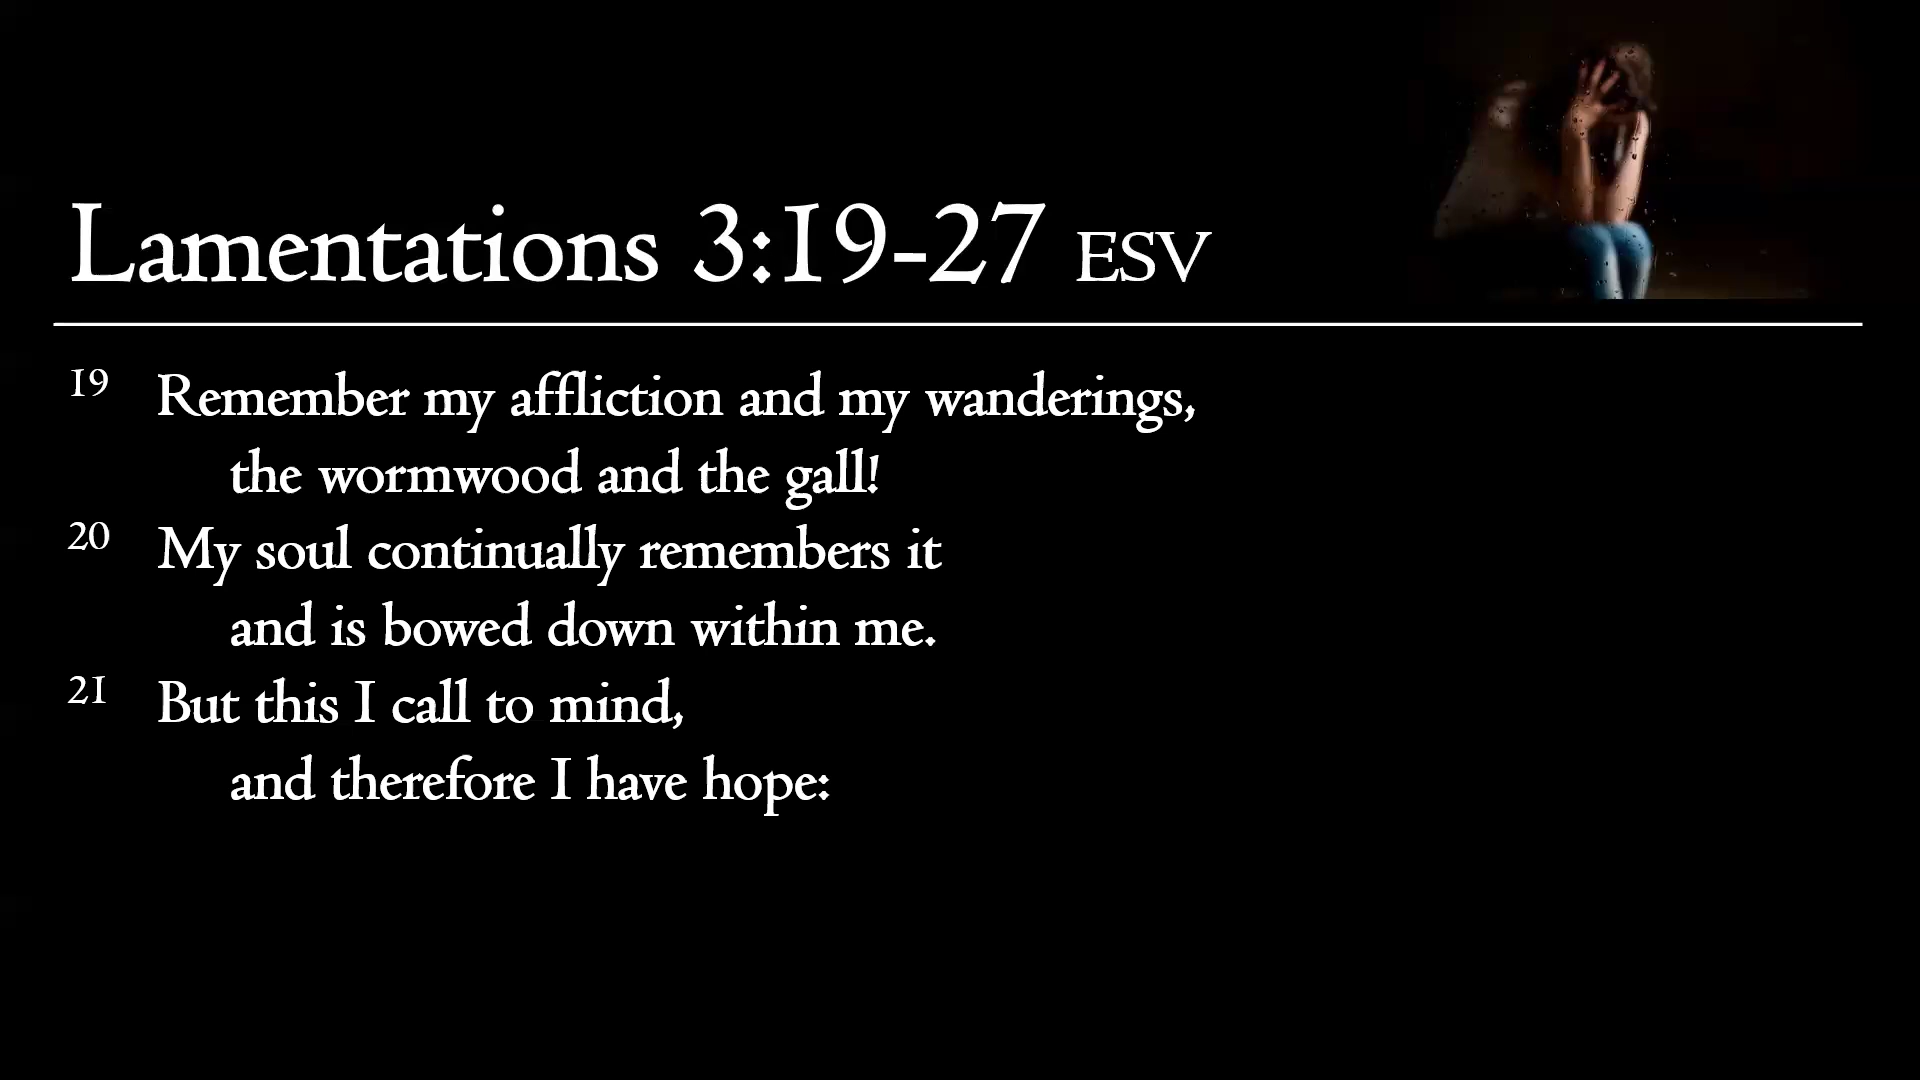 Lamentations 3:19-27 ESV
19 Remember my affliction and my wanderings,
the wormwood and the gall!
20 My soul continually remembers it
and is bowed down within me.
21 But this I call to mind,
and therefore I have hope: